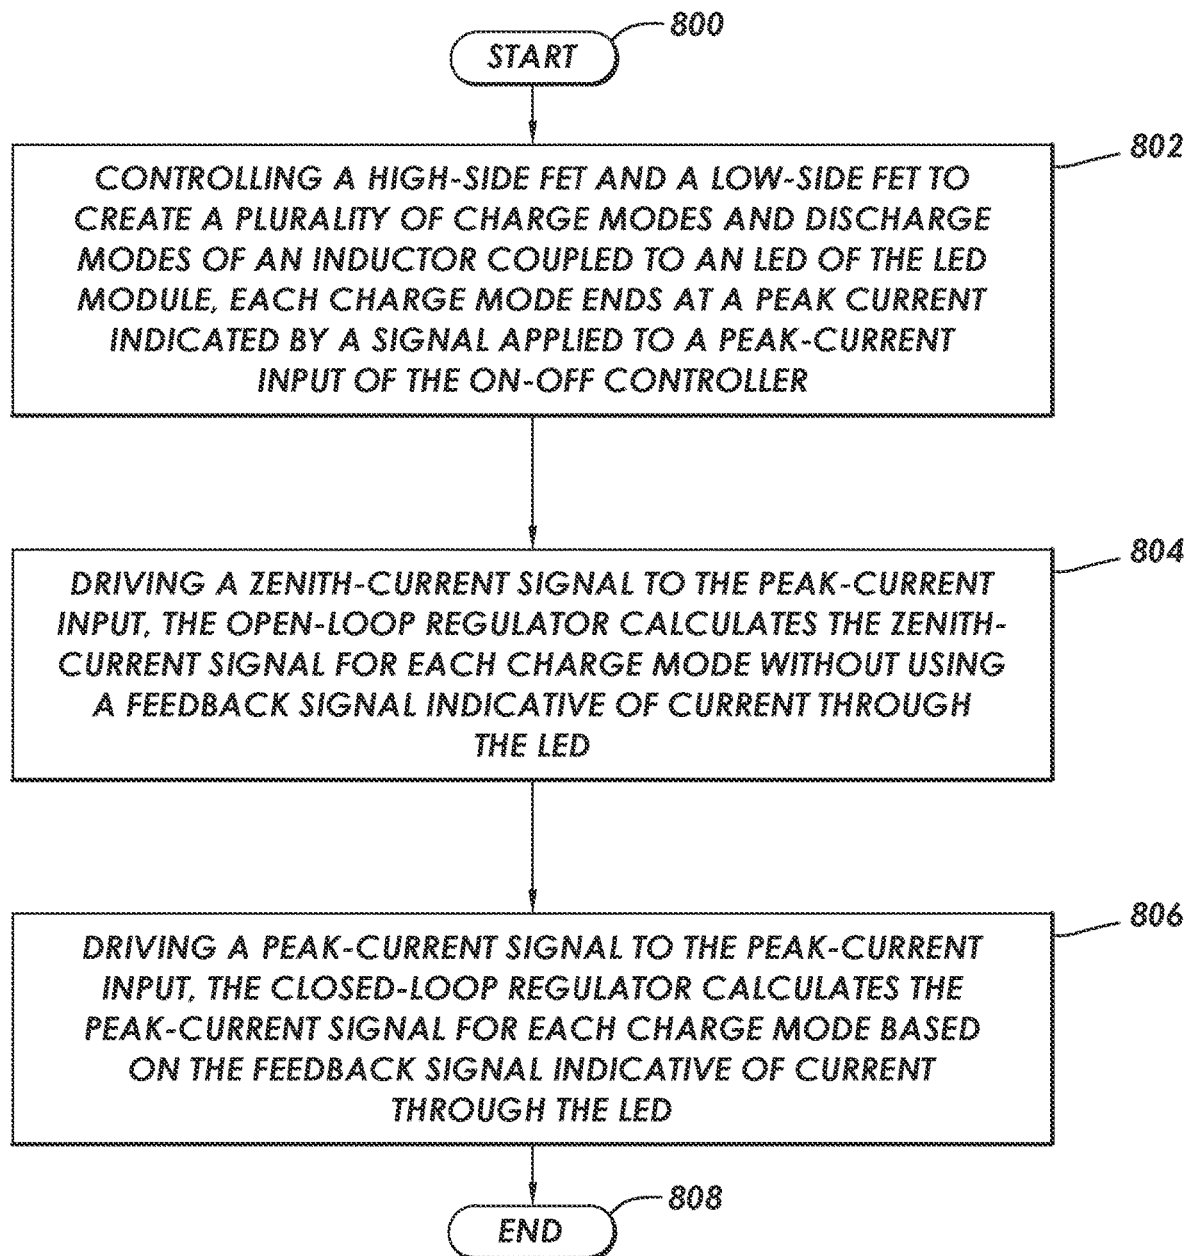 START
800
802
CONTROLLING A HIGH-SIDE FET AND A LOW-SIDE FET TO
CREATE A PLURALITY OF CHARGE MODES AND DISCHARGE
MODES OF AN INDUCTOR COUPLED TO AN LED OF THE LED
MODULE, EACH CHARGE MODE ENDS AT A PEAK CURRENT
INDICATED BY A SIGNAL APPLIED TO A PEAK-CURRENT
INPUT OF THE ON-OFF CONTROLLER
804
DRIVING A ZENITH-CURRENT SIGNAL TO THE PEAK-CURRENT
INPUT, THE OPEN-LOOP REGULATOR CALCULATES THE ZENITH-
CURRENT SIGNAL FOR EACH CHARGE MODE WITHOUT USING
A FEEDBACK SIGNAL INDICATIVE OF CURRENT THROUGH
THE LED
806
DRIVING A PEAK-CURRENT SIGNAL TO THE PEAK-CURRENT
INPUT, THE CLOSED-LOOP REGULATOR CALCULATES THE
PEAK-CURRENT SIGNAL FOR EACH CHARGE MODE BASED
ON THE FEEDBACK SIGNAL INDICATIVE OF CURRENT
THROUGH THE LED
808
END